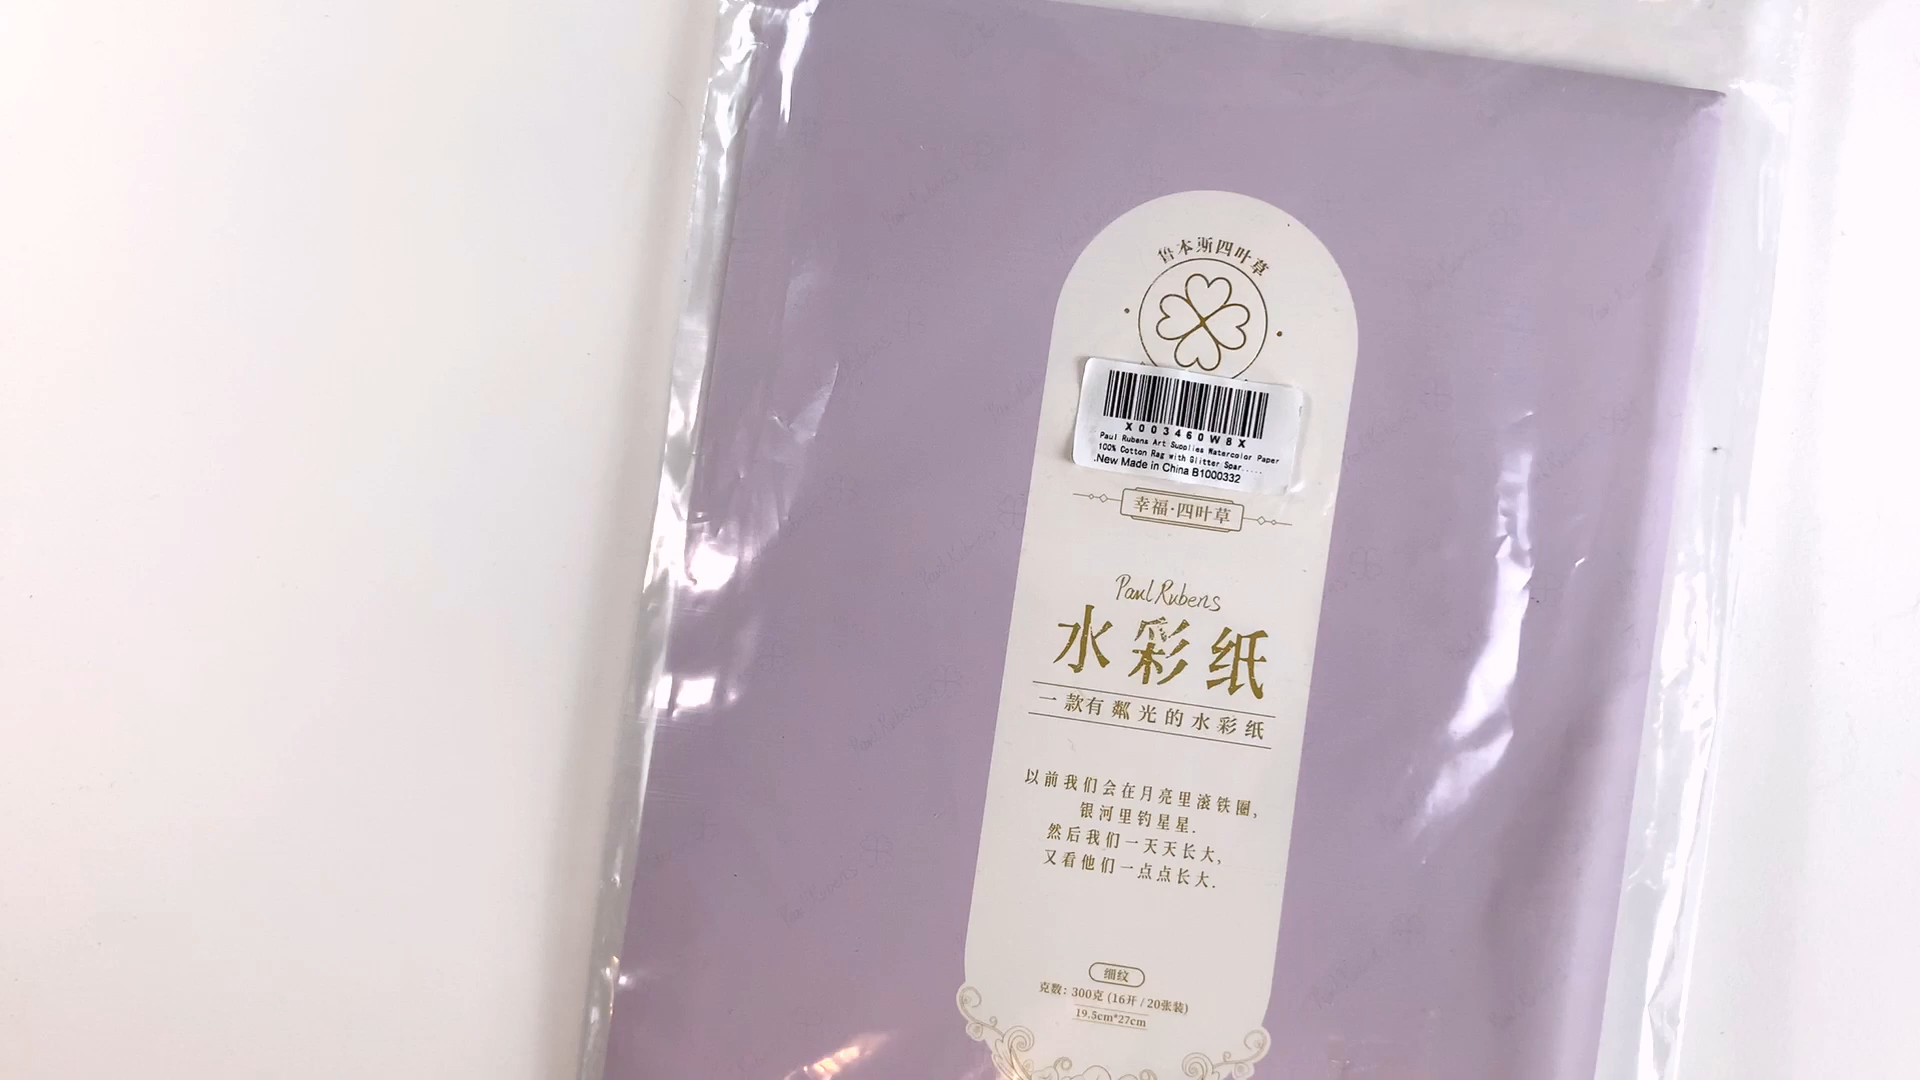 鲁本斯四叶草
X003460W8X
Paul Rubens Art Supplies Watercolor Paper
100% Cotton Rag with Glitter Spar.....
.New Made in China B1000332
幸福·四叶草
Paul Rubens
水彩纸
一款有粼光的水彩纸
以前我们会在月亮里滚铁圈,
银河里钓星星.
然后我们一天天长大,
又看他们一点点长大.
细纹
克数: 300克 (16开 / 20张装)
19.5cm*27cm